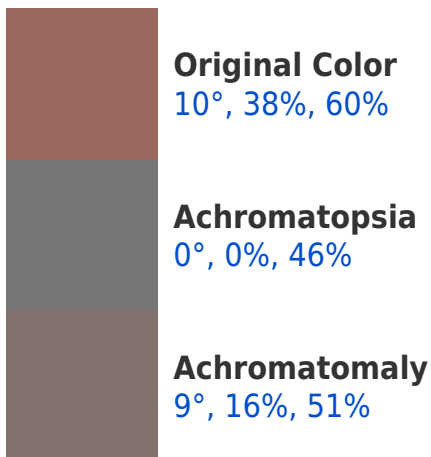 Original Color
10°, 38%, 60%
Achromatopsia
0°, 0%, 46%
Achromatomaly
9°, 16%, 51%